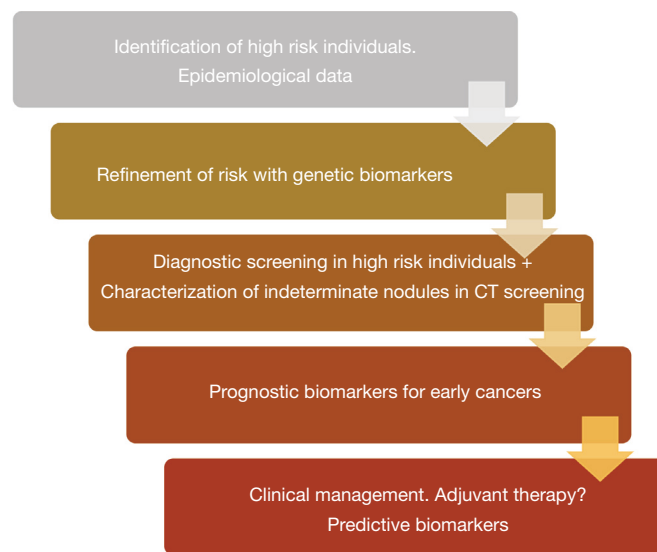 Identification of high risk individuals.
Epidemiological data
Refinement of risk with genetic biomarkers
Diagnostic screening in high risk individuals +
Characterization of indeterminate nodules in CT screening
Prognostic biomarkers for early cancers
Clinical management. Adjuvant therapy?
Predictive biomarkers